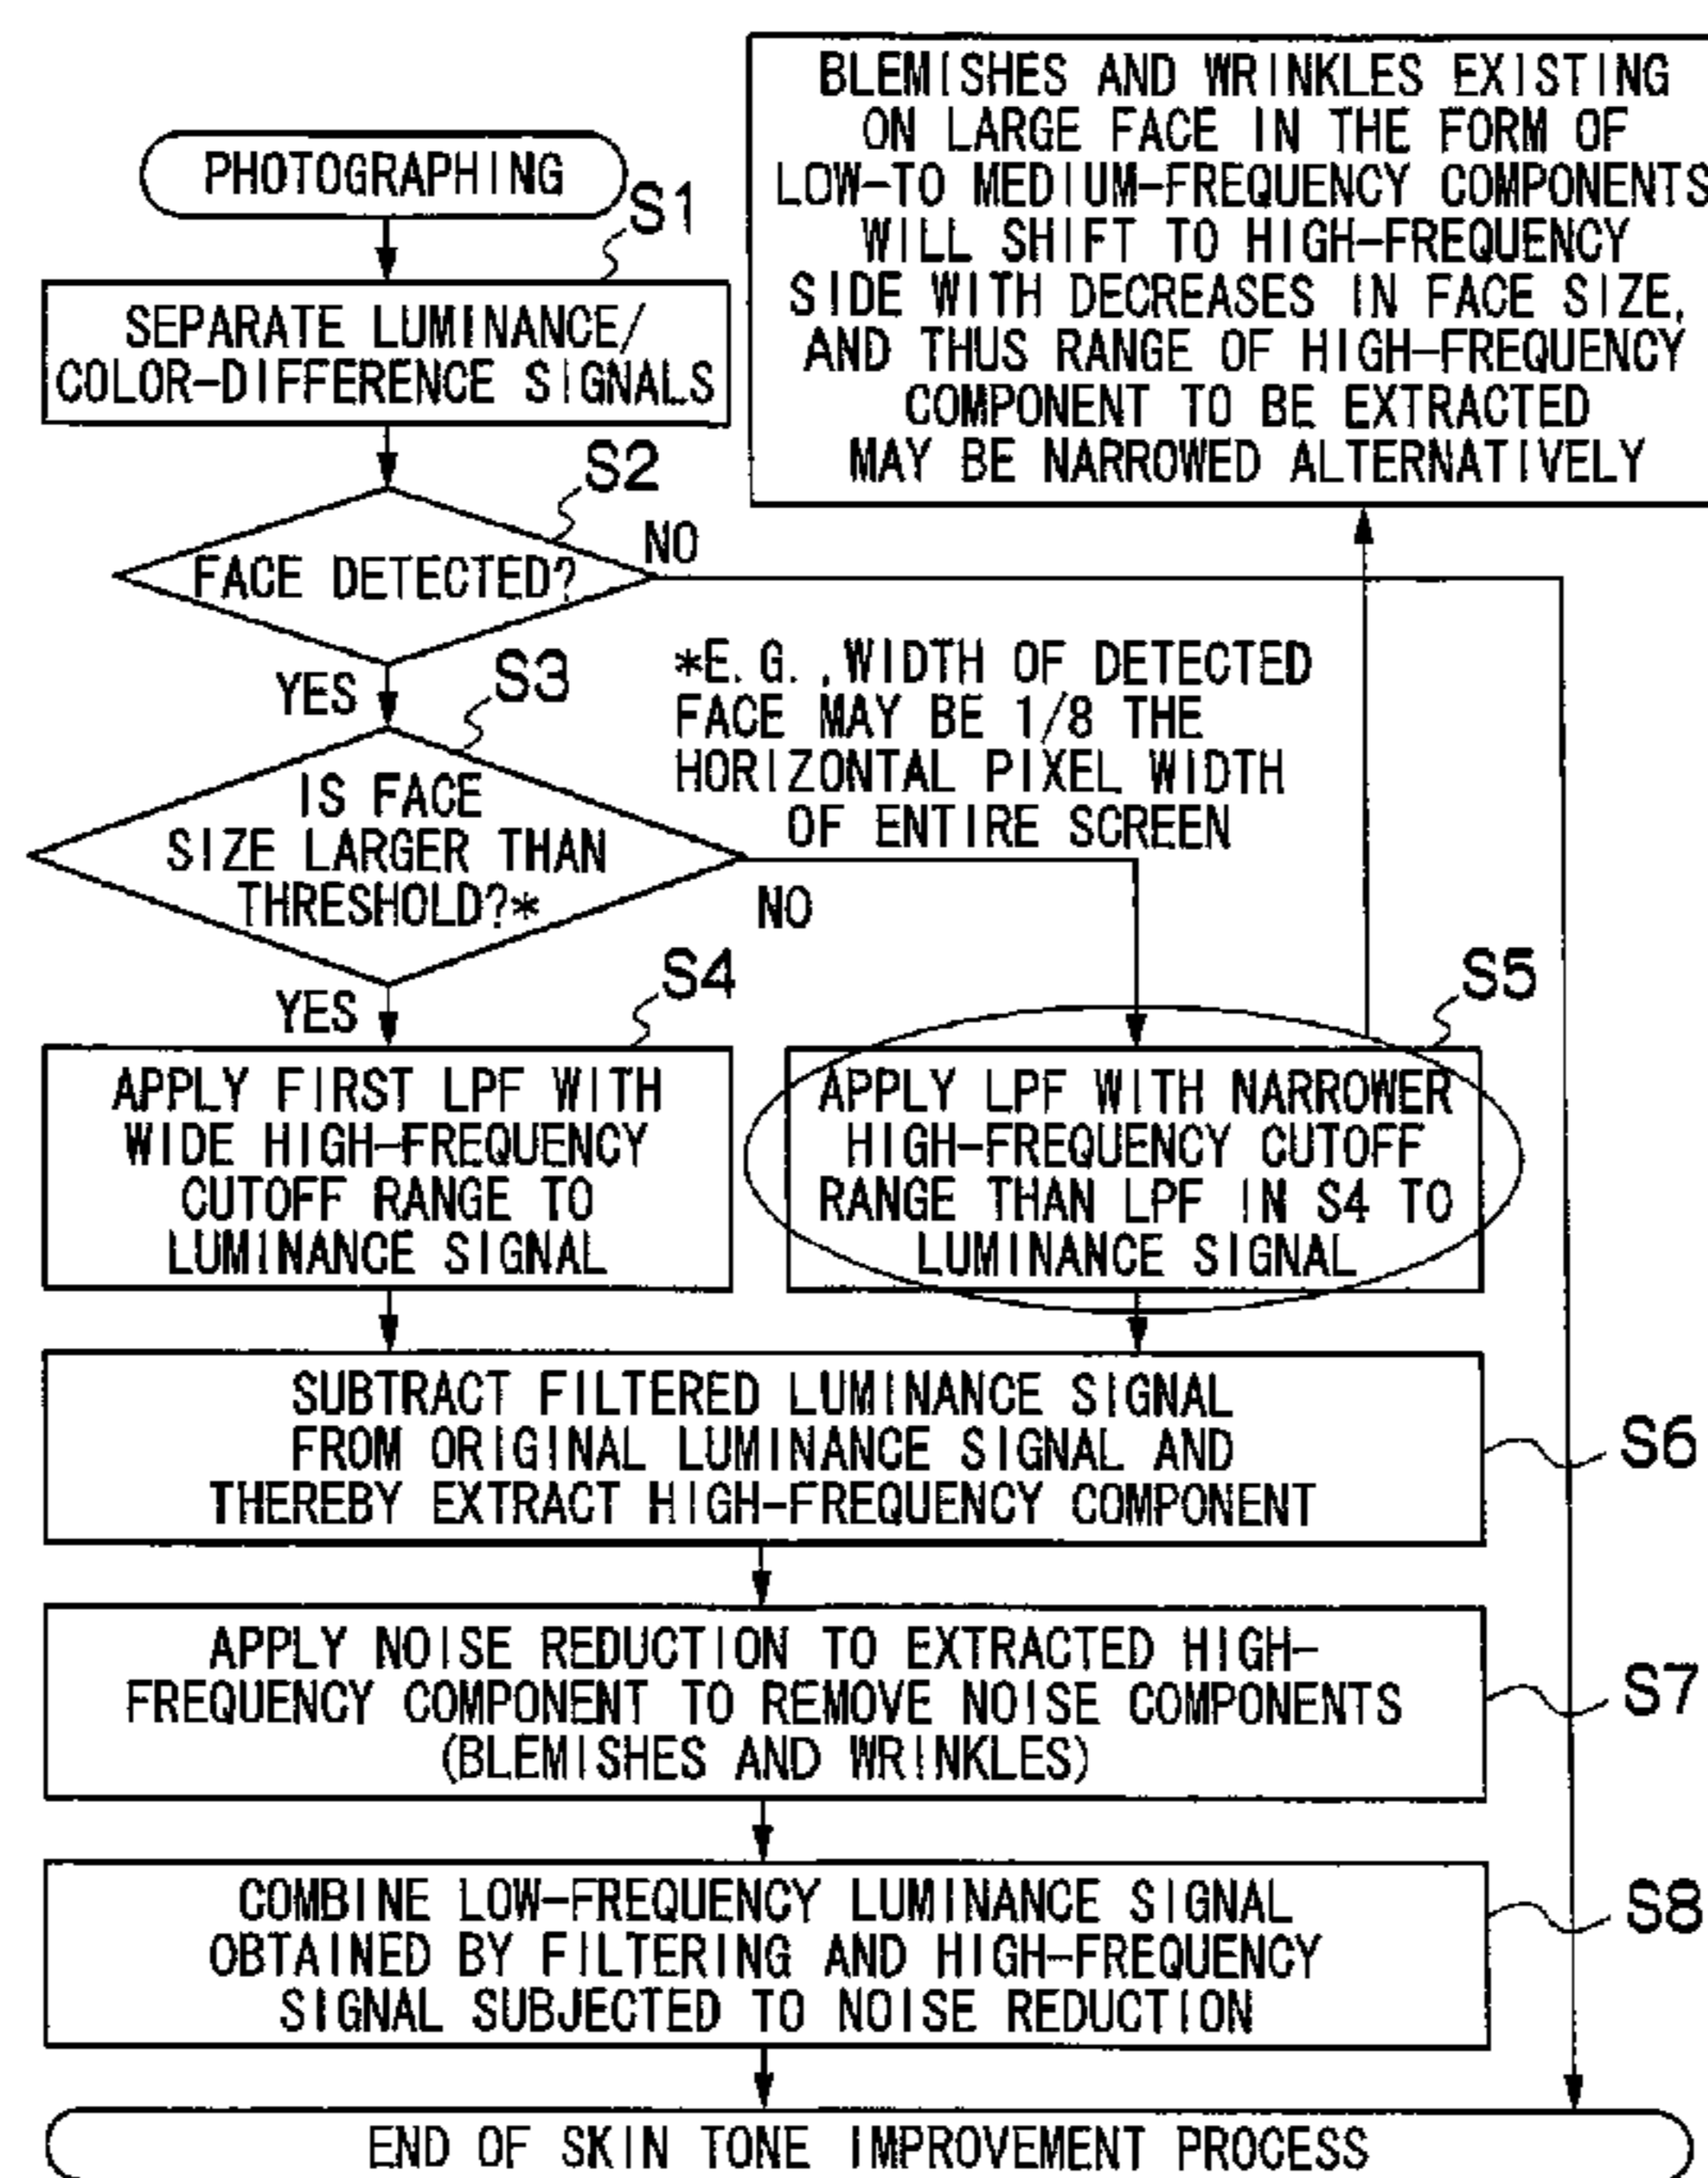 PHOTOGRAPHING
S1
SEPARATE LUMINANCE/
COLOR-DIFFERENCE SIGNALS
BLEMISHES AND WRINKLES EXISTING
ON LARGE FACE IN THE FORM OF
LOW-TO MEDIUM-FREQUENCY COMPONENTS
WILL SHIFT TO HIGH-FREQUENCY
SIDE WITH DECREASES IN FACE SIZE,
AND THUS RANGE OF HIGH-FREQUENCY
COMPONENT TO BE EXTRACTED
MAY BE NARROWED ALTERNATIVELY
S2
FACE DETECTED?
NO
YES
S3
*E.G.,WIDTH OF DETECTED
FACE MAY BE 1/8 THE
HORIZONTAL PIXEL WIDTH
OF ENTIRE SCREEN
IS FACE
SIZE LARGER THAN
THRESHOLD?*
NO
YES
S4
APPLY FIRST LPF WITH
WIDE HIGH-FREQUENCY
CUTOFF RANGE TO
LUMINANCE SIGNAL
S5
APPLY LPF WITH NARROWER
HIGH-FREQUENCY CUTOFF
RANGE THAN LPF IN S4 TO
LUMINANCE SIGNAL
SUBTRACT FILTERED LUMINANCE SIGNAL
FROM ORIGINAL LUMINANCE SIGNAL AND
THEREBY EXTRACT HIGH-FREQUENCY COMPONENT
S6
APPLY NOISE REDUCTION TO EXTRACTED HIGH-
FREQUENCY COMPONENT TO REMOVE NOISE COMPONENTS
(BLEMISHES AND WRINKLES)
S7
COMBINE LOW-FREQUENCY LUMINANCE SIGNAL
OBTAINED BY FILTERING AND HIGH-FREQUENCY
SIGNAL SUBJECTED TO NOISE REDUCTION
S8
END OF SKIN TONE IMPROVEMENT PROCESS